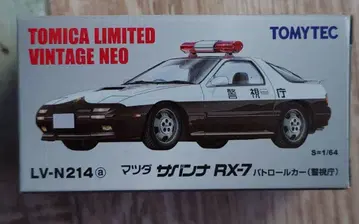 TOMICA LIMITED
VINTAGE NEO
TOMYTEC
警視庁
S=1/64
LV-N214ⓐ マツダ サバンナ RX-7 パトロールカー(警視庁)